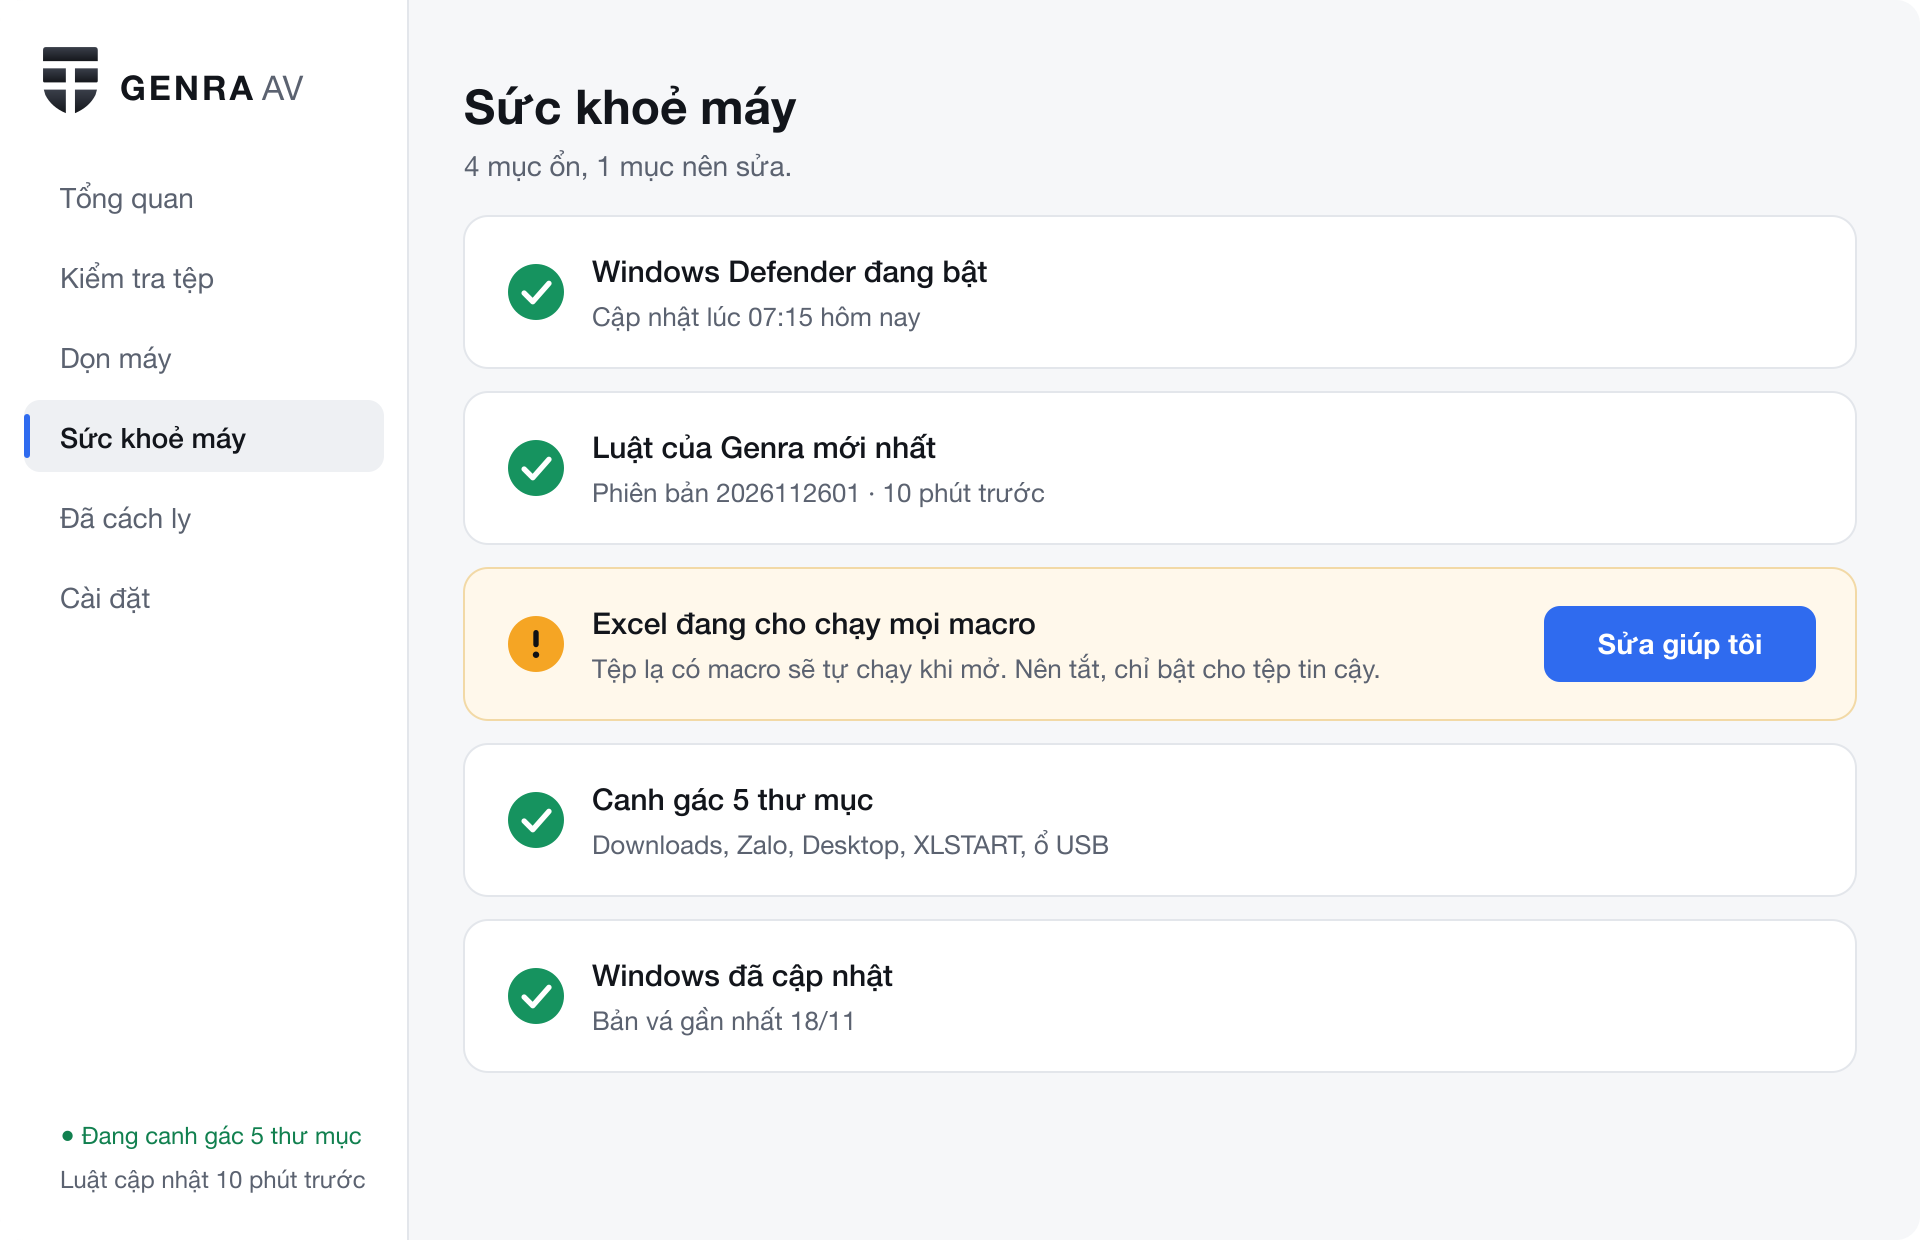 GENRA AV
Tổng quan
Kiểm tra tệp
Dọn máy
Sức khoẻ máy
Đã cách ly
Cài đặt
Đang canh gác 5 thư mục
Luật cập nhật 10 phút trước
Sức khoẻ máy
4 mục ổn, 1 mục nên sửa.
Windows Defender đang bật
Cập nhật lúc 07:15 hôm nay
Luật của Genra mới nhất
Phiên bản 2026112601 · 10 phút trước
Excel đang cho chạy mọi macro
Tệp lạ có macro sẽ tự chạy khi mở. Nên tắt, chỉ bật cho tệp tin cậy.
Sửa giúp tôi
Canh gác 5 thư mục
Downloads, Zalo, Desktop, XLSTART, ổ USB
Windows đã cập nhật
Bản vá gần nhất 18/11